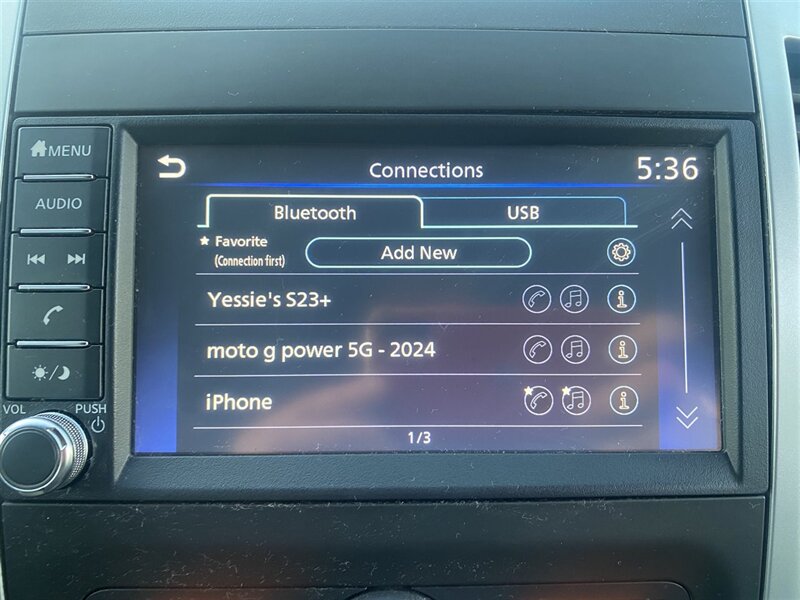 MENU
AUDIO
VOL
PUSH
Connections
5:36
Bluetooth
USB
Favorite
(Connection first)
Add New
Yessie's S23+
moto g power 5G - 2024
iPhone
1/3